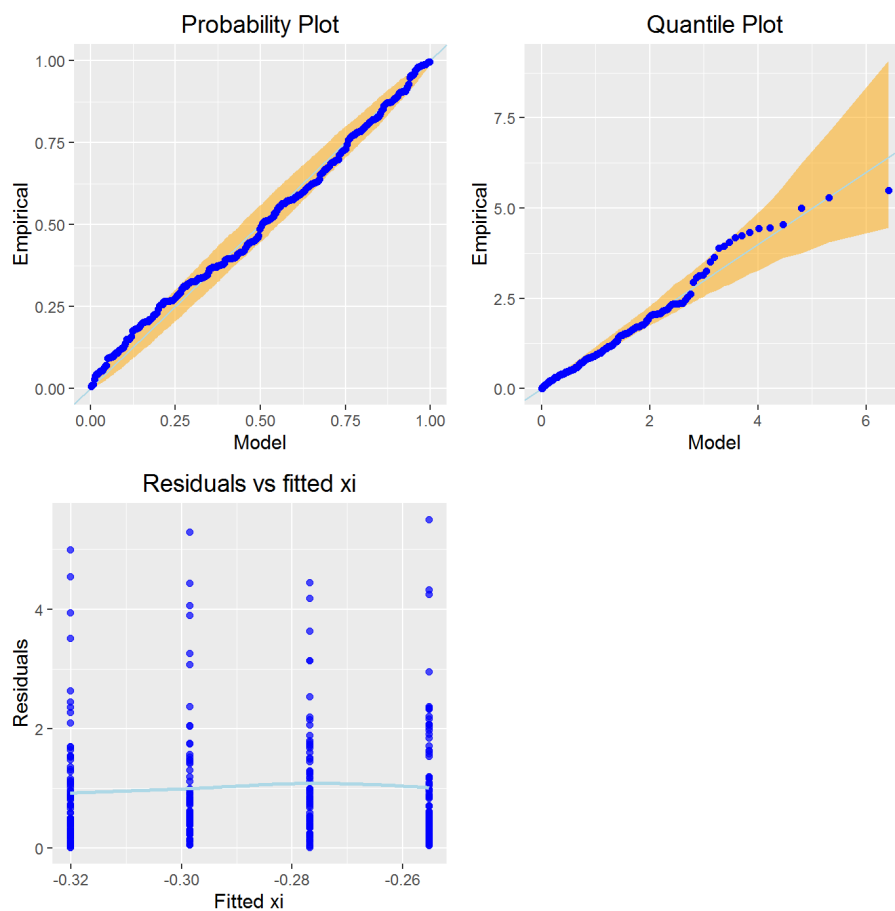 Probability Plot
1.00
0.75
0.50
0.25
0.00
Empirical
0.00 0.25 0.50 0.75 1.00
Model
Quantile Plot
7.5
5.0
2.5
0.0
Empirical
0 2 4 6
Model
Residuals vs fitted xi
4
2
0
Residuals
-0.32 -0.30 -0.28 -0.26
Fitted xi